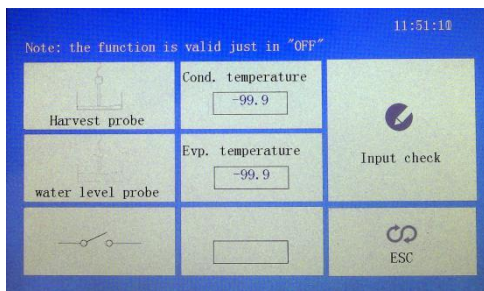 11:51:10
Note: the function is valid just in "OFF"
Harvest probe
Cond. temperature
-99.9
Input check
water level probe
Evp. temperature
-99.9
ESC